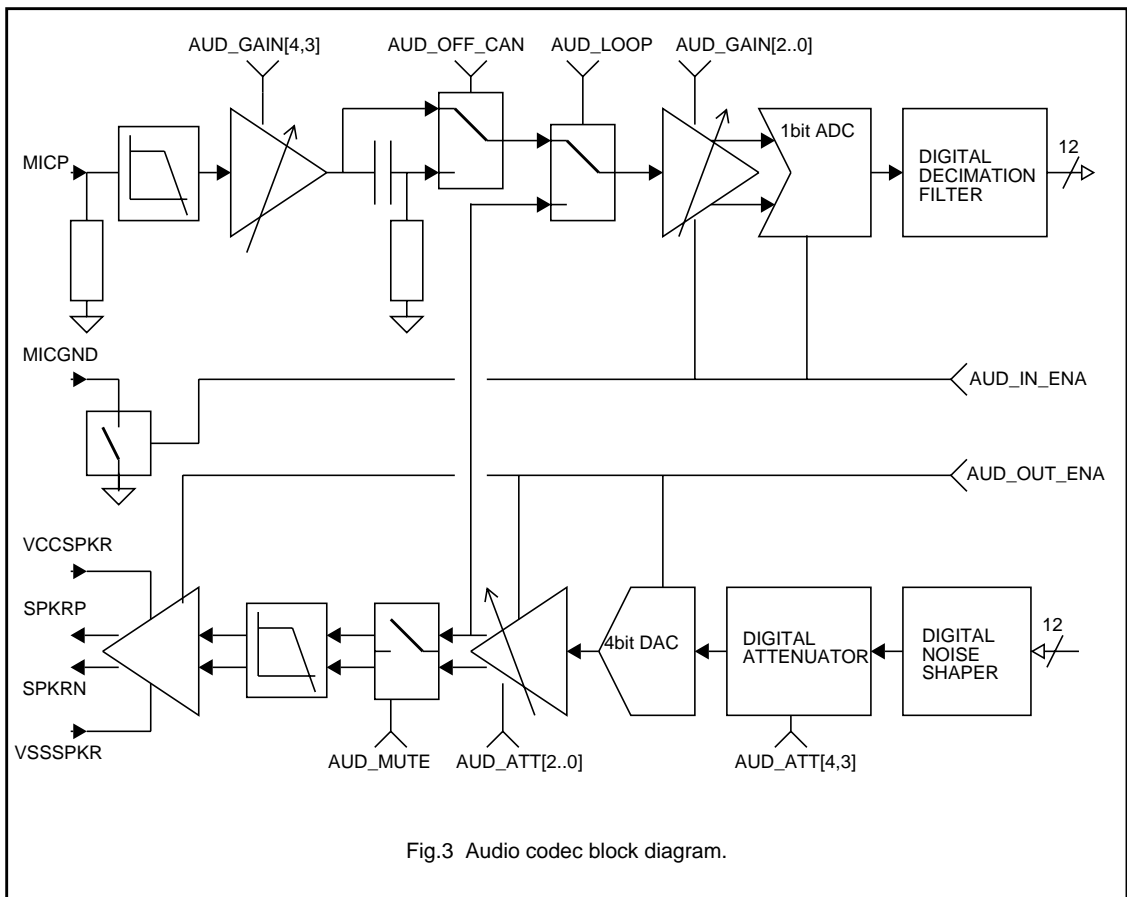 AUD_GAIN[4,3]
AUD_OFF_CAN
AUD_LOOP
AUD_GAIN[2..0]
MICP
1bit ADC
DIGITAL
DECIMATION
FILTER
12
MICGND
AUD_IN_ENA
AUD_OUT_ENA
VCCSPKR
SPKRP
SPKRN
VSSSPKR
4bit DAC
DIGITAL
ATTENUATOR
DIGITAL
NOISE
SHAPER
12
AUD_MUTE
AUD_ATT[2..0]
AUD_ATT[4,3]
Fig.3 Audio codec block diagram.